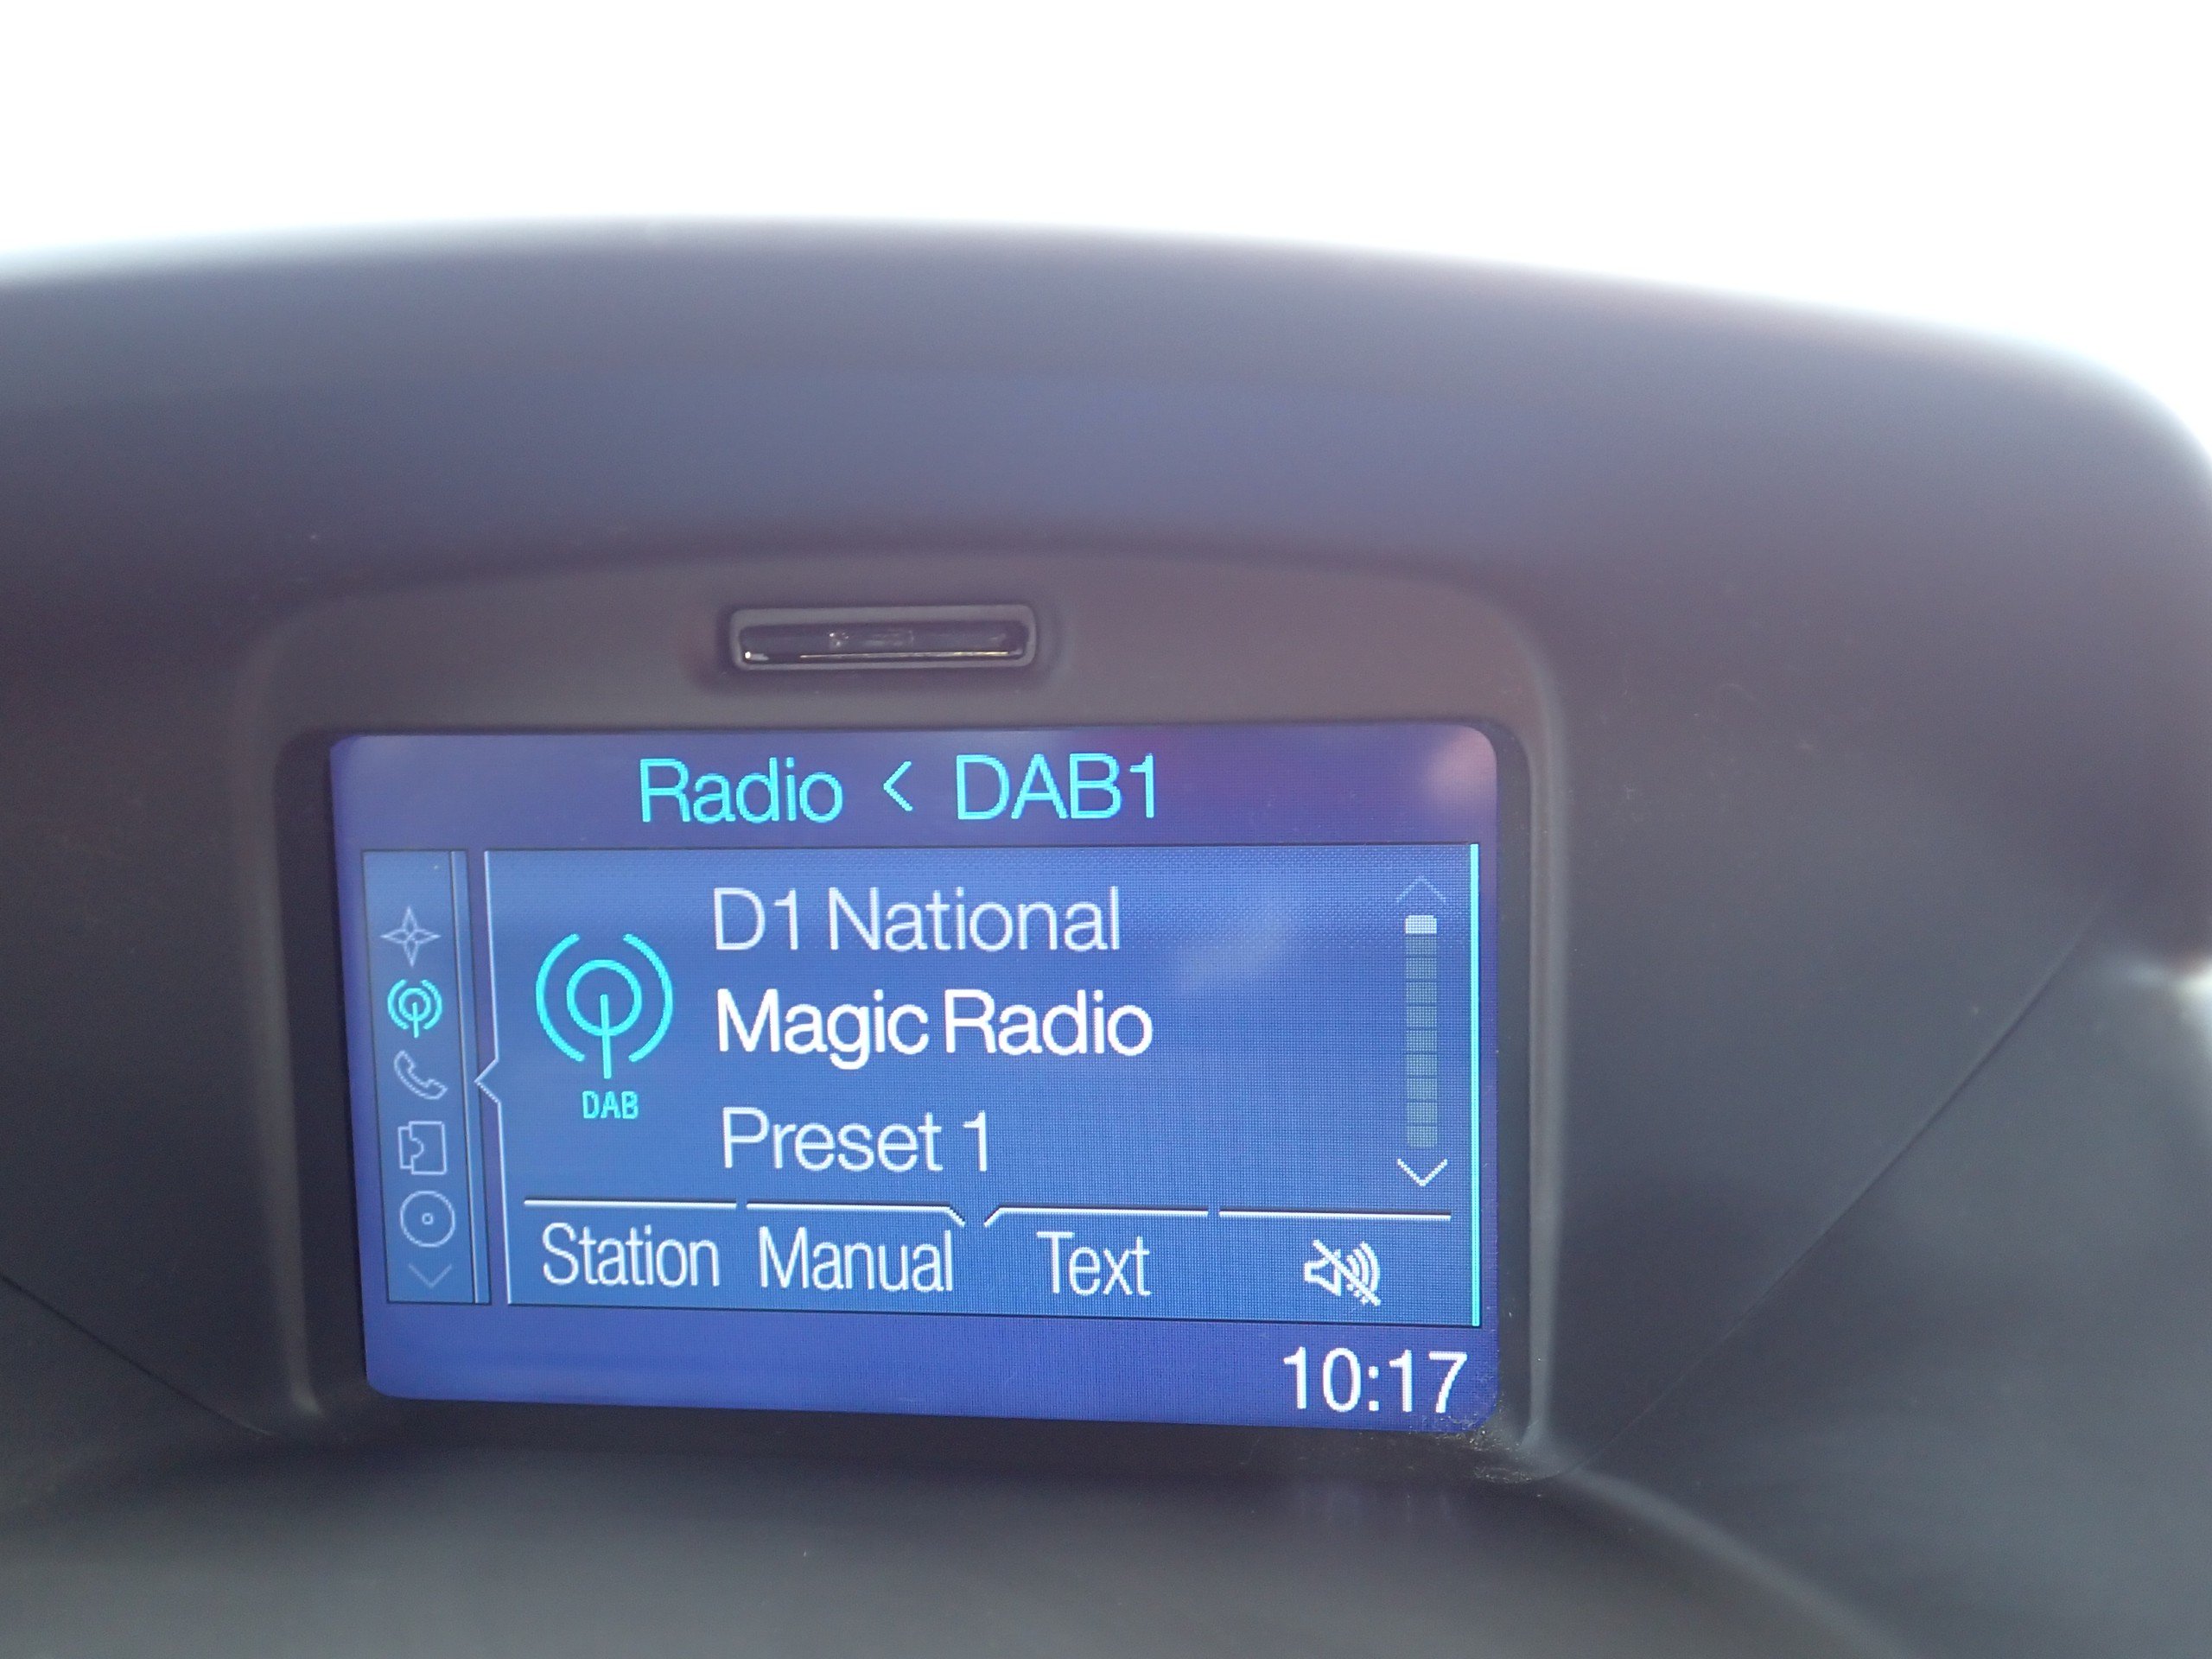 Radio < DAB1
D1 National
Magic Radio
DAB
Preset 1
Station Manual Text
10:17